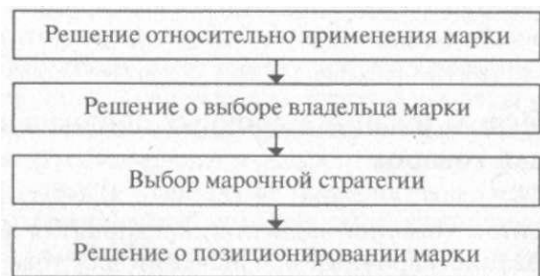 Решение относительно применения марки
Решение о выборе владельца марки
Выбор марочной стратегии
Решение о позиционировании марки